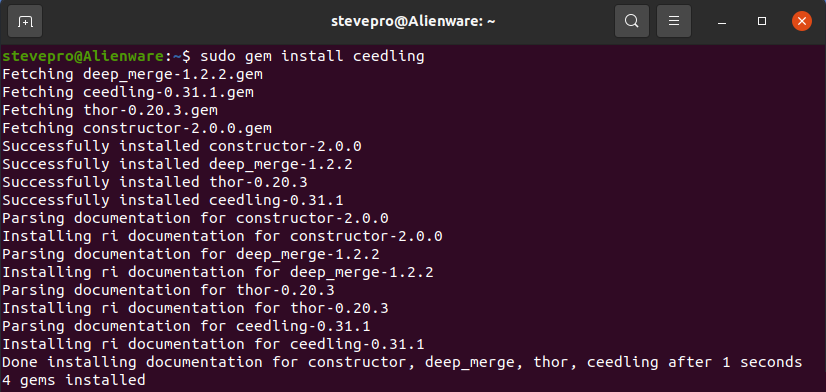 stevepro@Alienware: ~
stevepro@Alienware:~$ sudo gem install ceedling
Fetching deep_merge-1.2.2.gem
Fetching ceedling-0.31.1.gem
Fetching thor-0.20.3.gem
Fetching constructor-2.0.0.gem
Successfully installed constructor-2.0.0
Successfully installed deep_merge-1.2.2
Successfully installed thor-0.20.3
Successfully installed ceedling-0.31.1
Parsing documentation for constructor-2.0.0
Installing ri documentation for constructor-2.0.0
Parsing documentation for deep_merge-1.2.2
Installing ri documentation for deep_merge-1.2.2
Parsing documentation for thor-0.20.3
Installing ri documentation for thor-0.20.3
Parsing documentation for ceedling-0.31.1
Installing ri documentation for ceedling-0.31.1
Done installing documentation for constructor, deep_merge, thor, ceedling after 1 seconds
4 gems installed